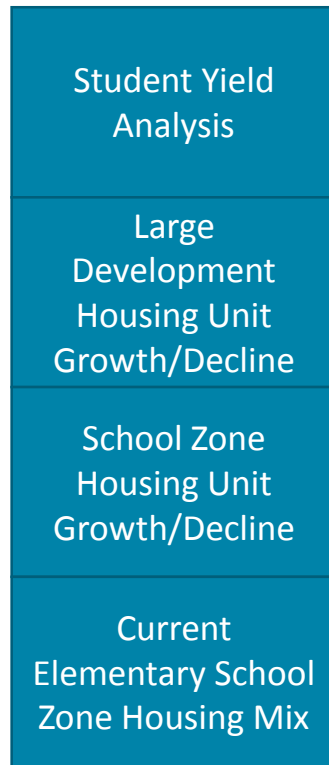 Student Yield
Analysis
Large
Development
Housing Unit
Growth/Decline
School Zone
Housing Unit
Growth/Decline
Current
Elementary School
Zone Housing Mix